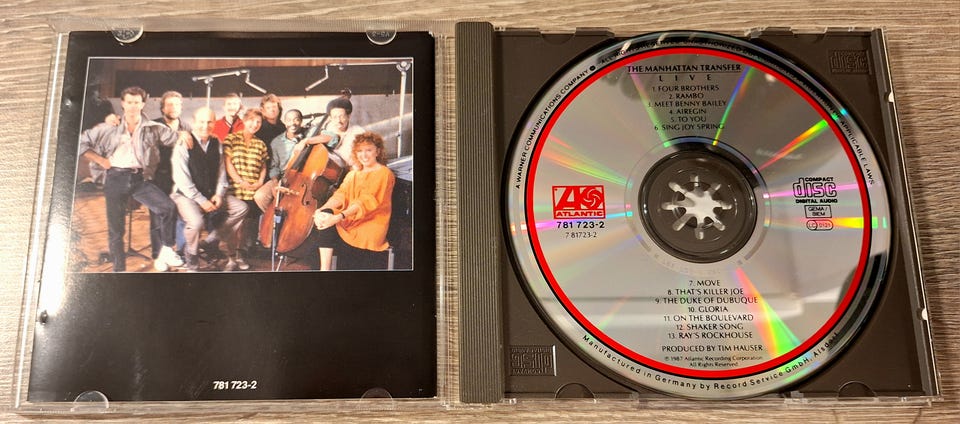 781 723-2
A WARNER COMMUNICATIONS COMPANY
APPLICABLE LAWS
THE MANHATTAN TRANSFER
LIVE
1. FOUR BROTHERS
2. RAMBO
3. MEET BENNY BAILEY
4. AIREGIN
5. TO YOU
6. SING JOY SPRING
ATLANTIC
781 723-2
7 81723-2
COMPACT
disc
DIGITAL AUDIO
GEMA/
BIEM
7. MOVE
8. THAT'S KILLER JOE
9. THE DUKE OF DUBUQUE
10. GLORIA
11. ON THE BOULEVARD
12. SHAKER SONG
13. RAY'S ROCKHOUSE
PRODUCED BY TIM HAUSER
℗ 1987 Atlantic Recording Corporation
All Rights Reserved
Manufactured in Germany by Record Service GmbH, Alsdorf